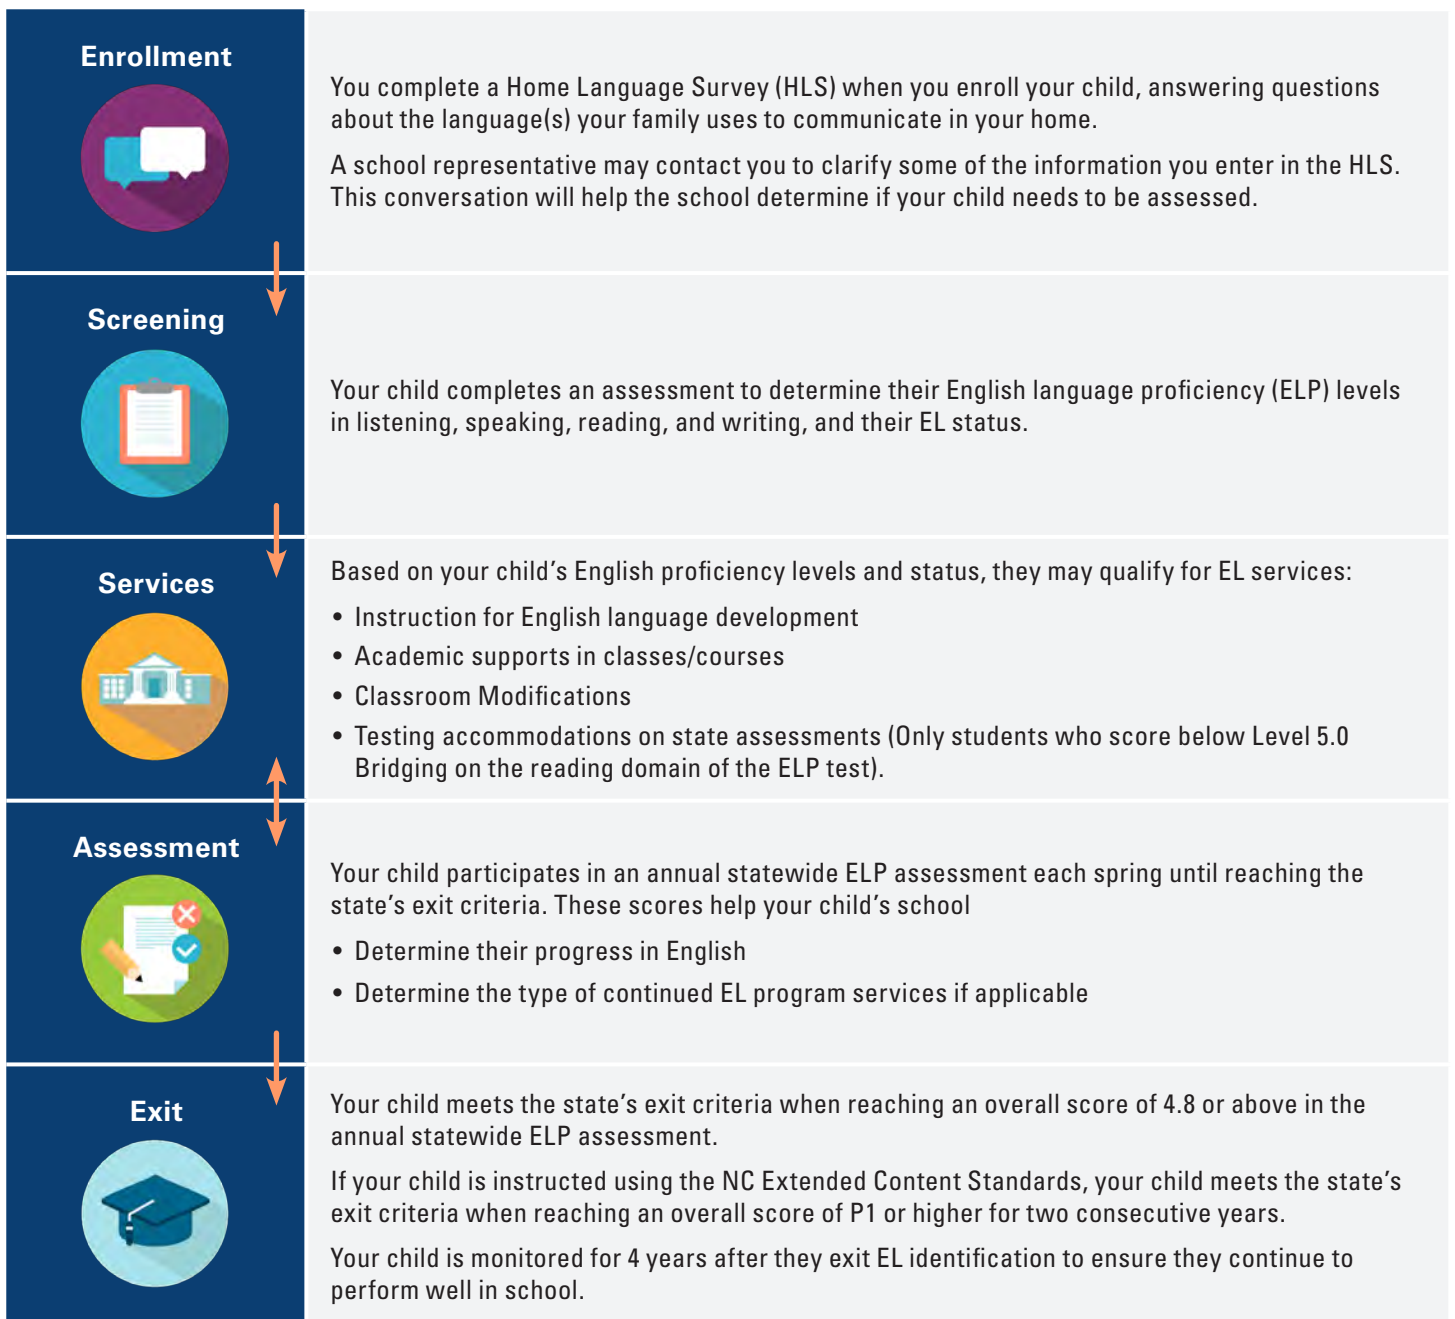 Enrollment
You complete a Home Language Survey (HLS) when you enroll your child, answering questions
about the language(s) your family uses to communicate in your home.
A school representative may contact you to clarify some of the information you enter in the HLS.
This conversation will help the school determine if your child needs to be assessed.
Screening
Your child completes an assessment to determine their English language proficiency (ELP) levels
in listening, speaking, reading, and writing, and their EL status.
Services
Based on your child's English proficiency levels and status, they may qualify for EL services:
• Instruction for English language development
• Academic supports in classes/courses
• Classroom Modifications
• Testing accommodations on state assessments (Only students who score below Level 5.0
Bridging on the reading domain of the ELP test).
Assessment
Your child participates in an annual statewide ELP assessment each spring until reaching the
state's exit criteria. These scores help your child's school
• Determine their progress in English
• Determine the type of continued EL program services if applicable
Exit
Your child meets the state's exit criteria when reaching an overall score of 4.8 or above in the
annual statewide ELP assessment.
If your child is instructed using the NC Extended Content Standards, your child meets the state's
exit criteria when reaching an overall score of P1 or higher for two consecutive years.
Your child is monitored for 4 years after they exit EL identification to ensure they continue to
perform well in school.